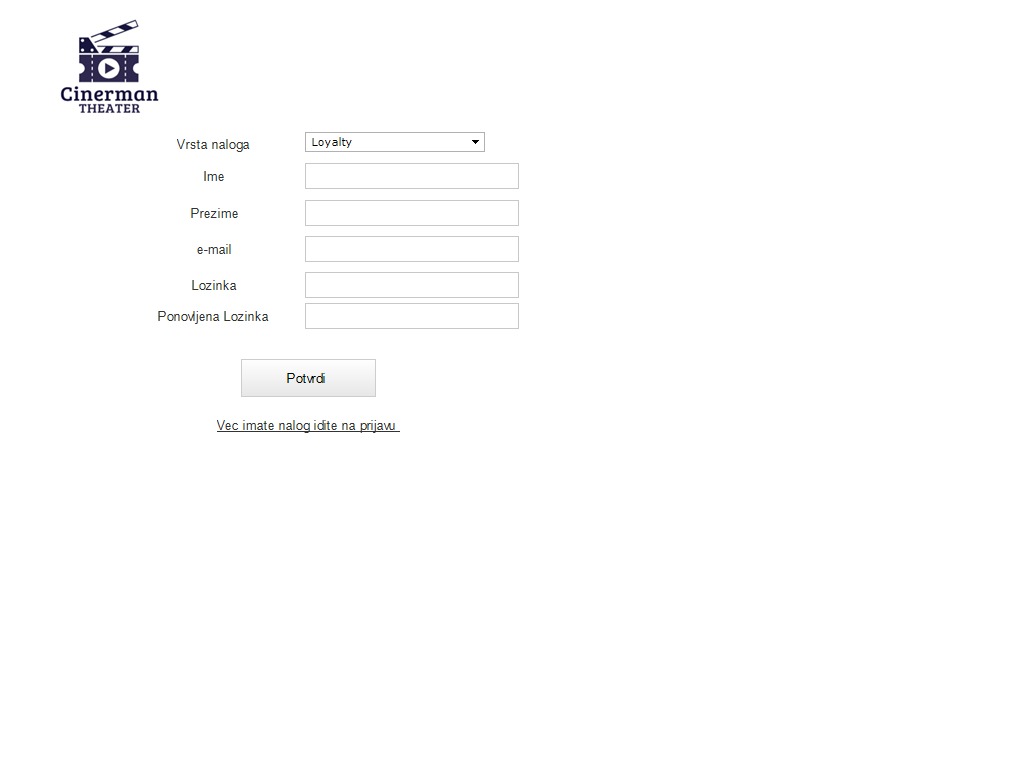 Cinerman
THEATER
Vrsta naloga
Loyalty
Ime
Prezime
e-mail
Lozinka
Ponovljena Lozinka
Potvrdi
Vec imate nalog idite na prijavu